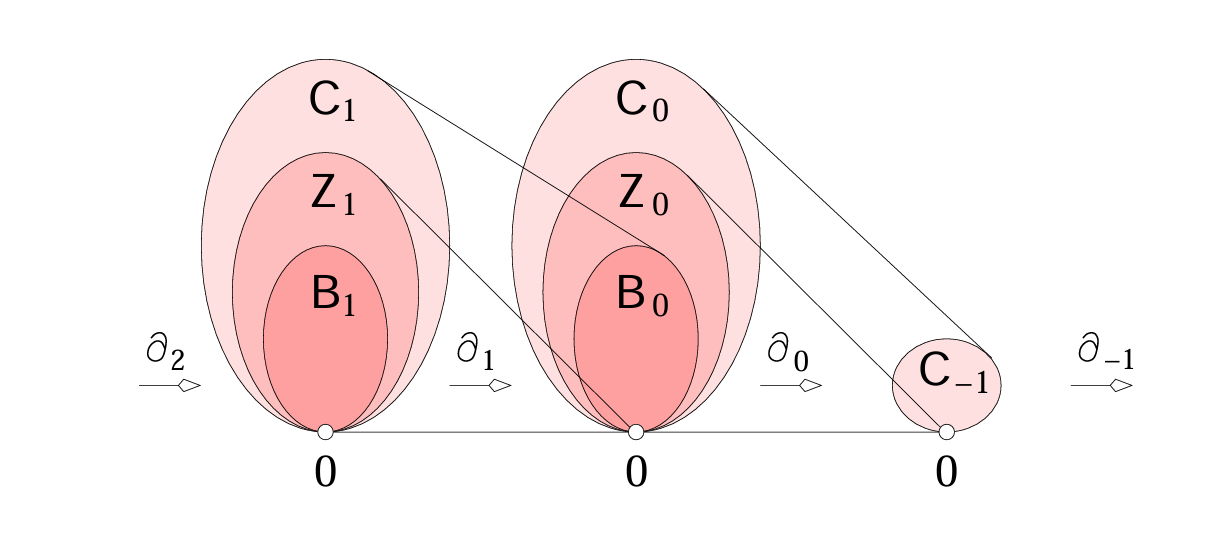 C₁ C₀
Z₁ Z₀
B₁ B₀
∂₂ ∂₁ ∂₀ ∂₋₁
C₋₁
0 0 0